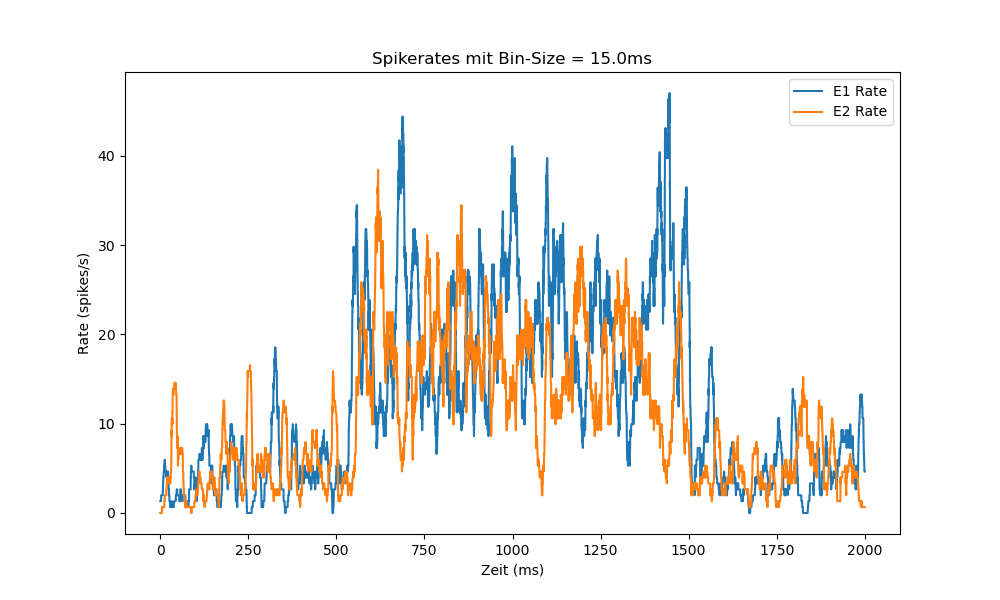 Spikerates mit Bin-Size = 15.0ms
E1 Rate
E2 Rate
Rate (spikes/s)
40
30
20
10
0
0 250 500 750 1000 1250 1500 1750 2000
Zeit (ms)